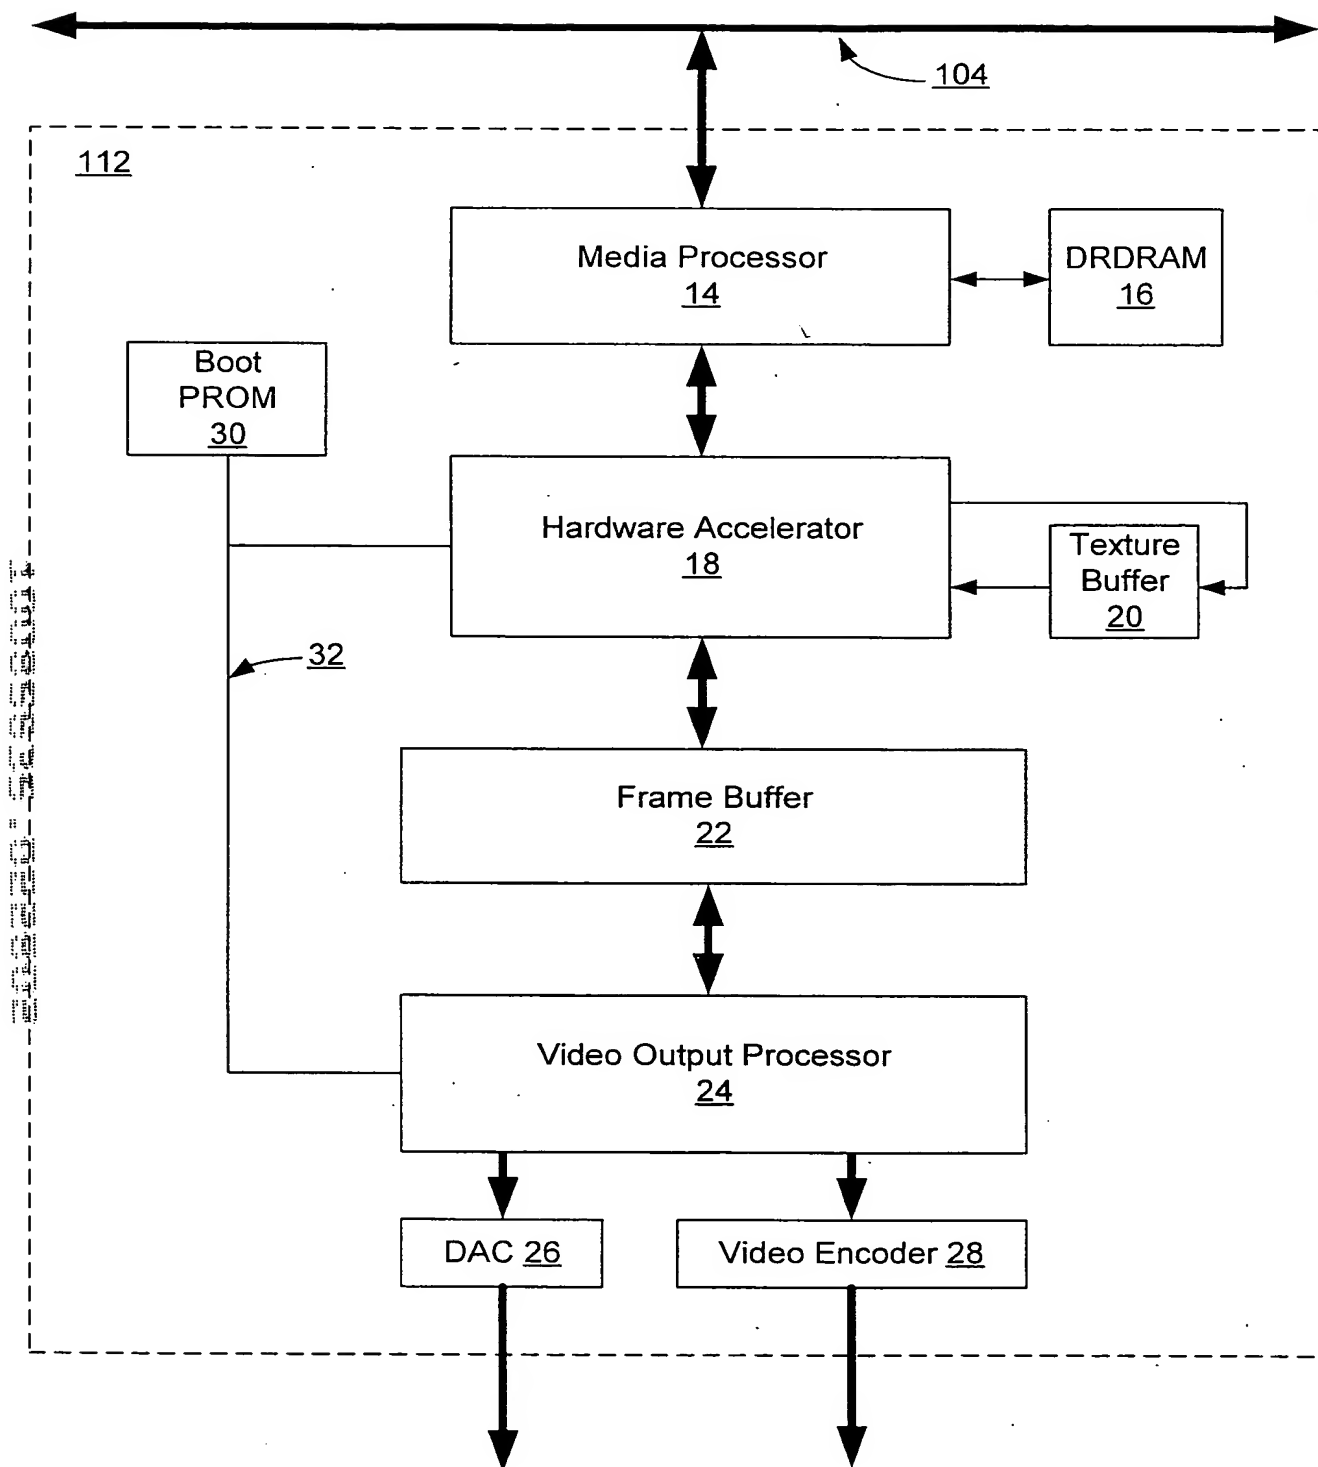 104
112
Media Processor
14
DRDRAM
16
Boot
PROM
30
Hardware Accelerator
18
Texture
Buffer
20
32
Frame Buffer
22
Video Output Processor
24
DAC 26
Video Encoder 28